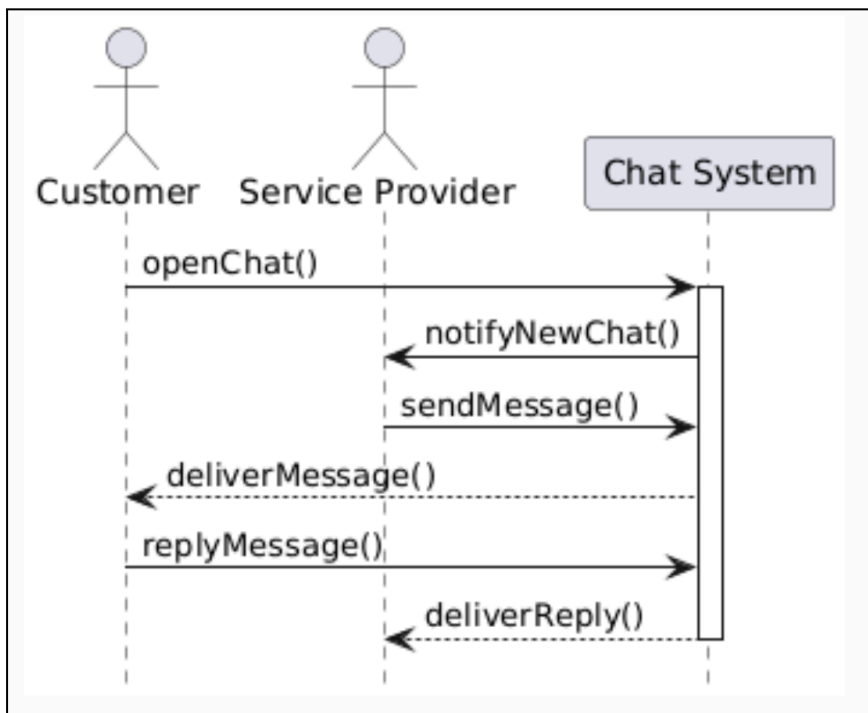 Customer
Service Provider
Chat System
openChat()
notifyNewChat()
sendMessage()
deliverMessage()
replyMessage()
deliverReply()